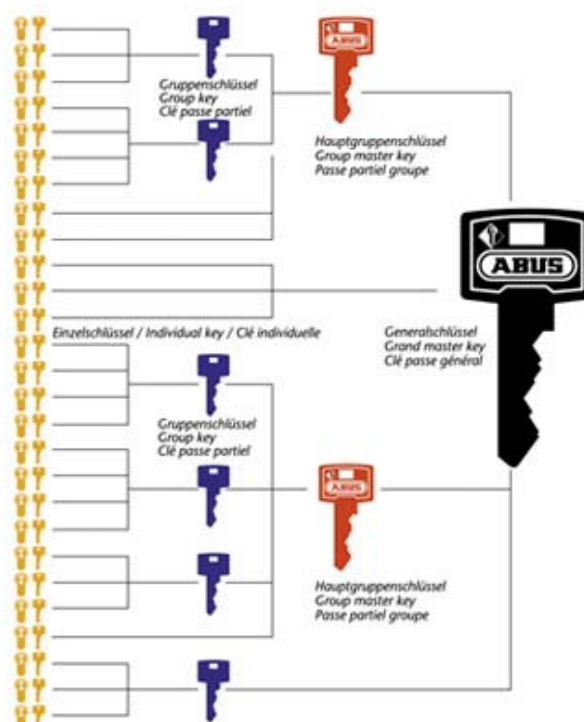 ABUS
Gruppenschlüssel
Group key
Clé passe partiel
Hauptgruppenschlüssel
Group master key
Passe partiel groupe
ABUS
Einzelschlüssel / Individual key / Clé individuelle
Generalschlüssel
Grand master key
Clé passe général
Gruppenschlüssel
Group key
Clé passe partiel
ABUS
Hauptgruppenschlüssel
Group master key
Passe partiel groupe